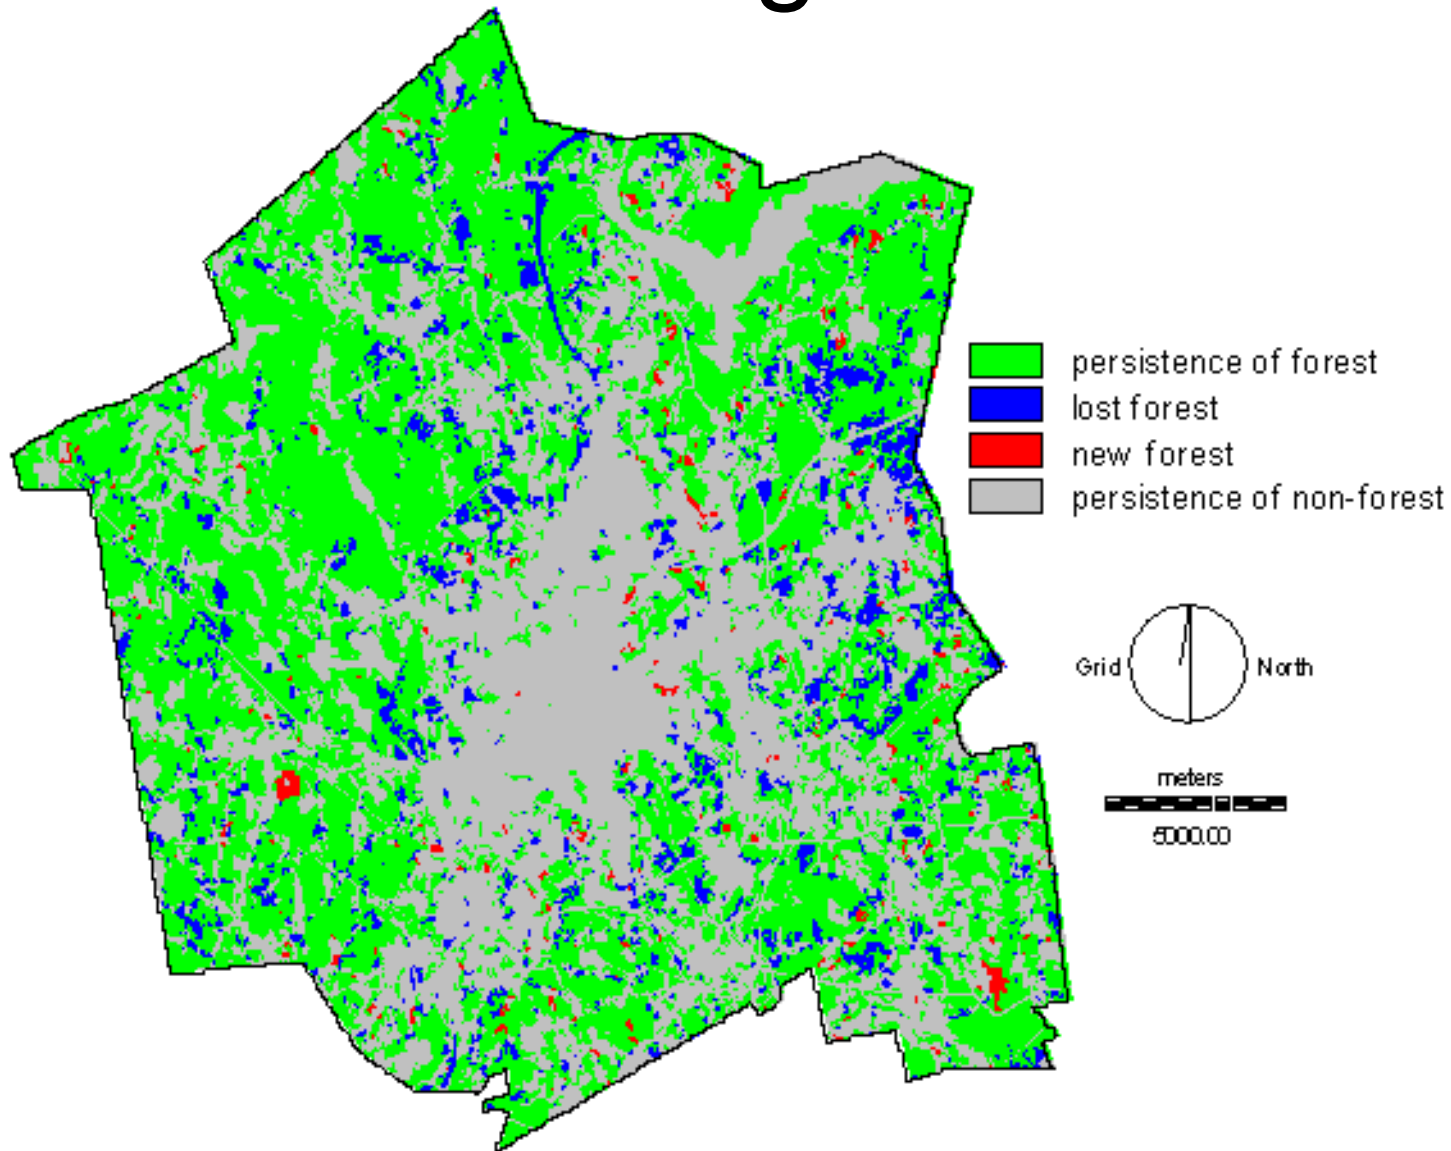 g
persistence of forest
lost forest
new forest
persistence of non-forest
Grid North
meters
5000.00